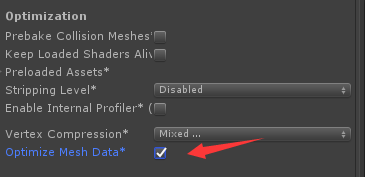 Optimization
Prebake Collision Meshes*
Keep Loaded Shaders Aliv
Preloaded Assets*
Stripping Level* Disabled
Enable Internal Profiler* (
Vertex Compression* Mixed ...
Optimize Mesh Data*